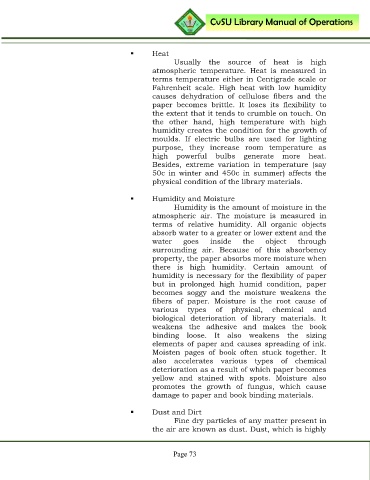 CvSU Library Manual of Operations
▪ Heat
Usually the source of heat is high
atmospheric temperature. Heat is measured in
terms temperature either in Centigrade scale or
Fahrenheit scale. High heat with low humidity
causes dehydration of cellulose fibers and the
paper becomes brittle. It loses its flexibility to
the extent that it tends to crumble on touch. On
the other hand, high temperature with high
humidity creates the condition for the growth of
moulds. If electric bulbs are used for lighting
purpose, they increase room temperature as
high powerful bulbs generate more heat.
Besides, extreme variation in temperature (say
50c in winter and 450c in summer) affects the
physical condition of the library materials.
▪ Humidity and Moisture
Humidity is the amount of moisture in the
atmospheric air. The moisture is measured in
terms of relative humidity. All organic objects
absorb water to a greater or lower extent and the
water goes inside the object through
surrounding air. Because of this absorbency
property, the paper absorbs more moisture when
there is high humidity. Certain amount of
humidity is necessary for the flexibility of paper
but in prolonged high humid condition, paper
becomes soggy and the moisture weakens the
fibers of paper. Moisture is the root cause of
various types of physical, chemical and
biological deterioration of library materials. It
weakens the adhesive and makes the book
binding loose. It also weakens the sizing
elements of paper and causes spreading of ink.
Moisten pages of book often stuck together. It
also accelerates various types of chemical
deterioration as a result of which paper becomes
yellow and stained with spots. Moisture also
promotes the growth of fungus, which cause
damage to paper and book binding materials.
▪ Dust and Dirt
Fine dry particles of any matter present in
the air are known as dust. Dust, which is highly
Page 73